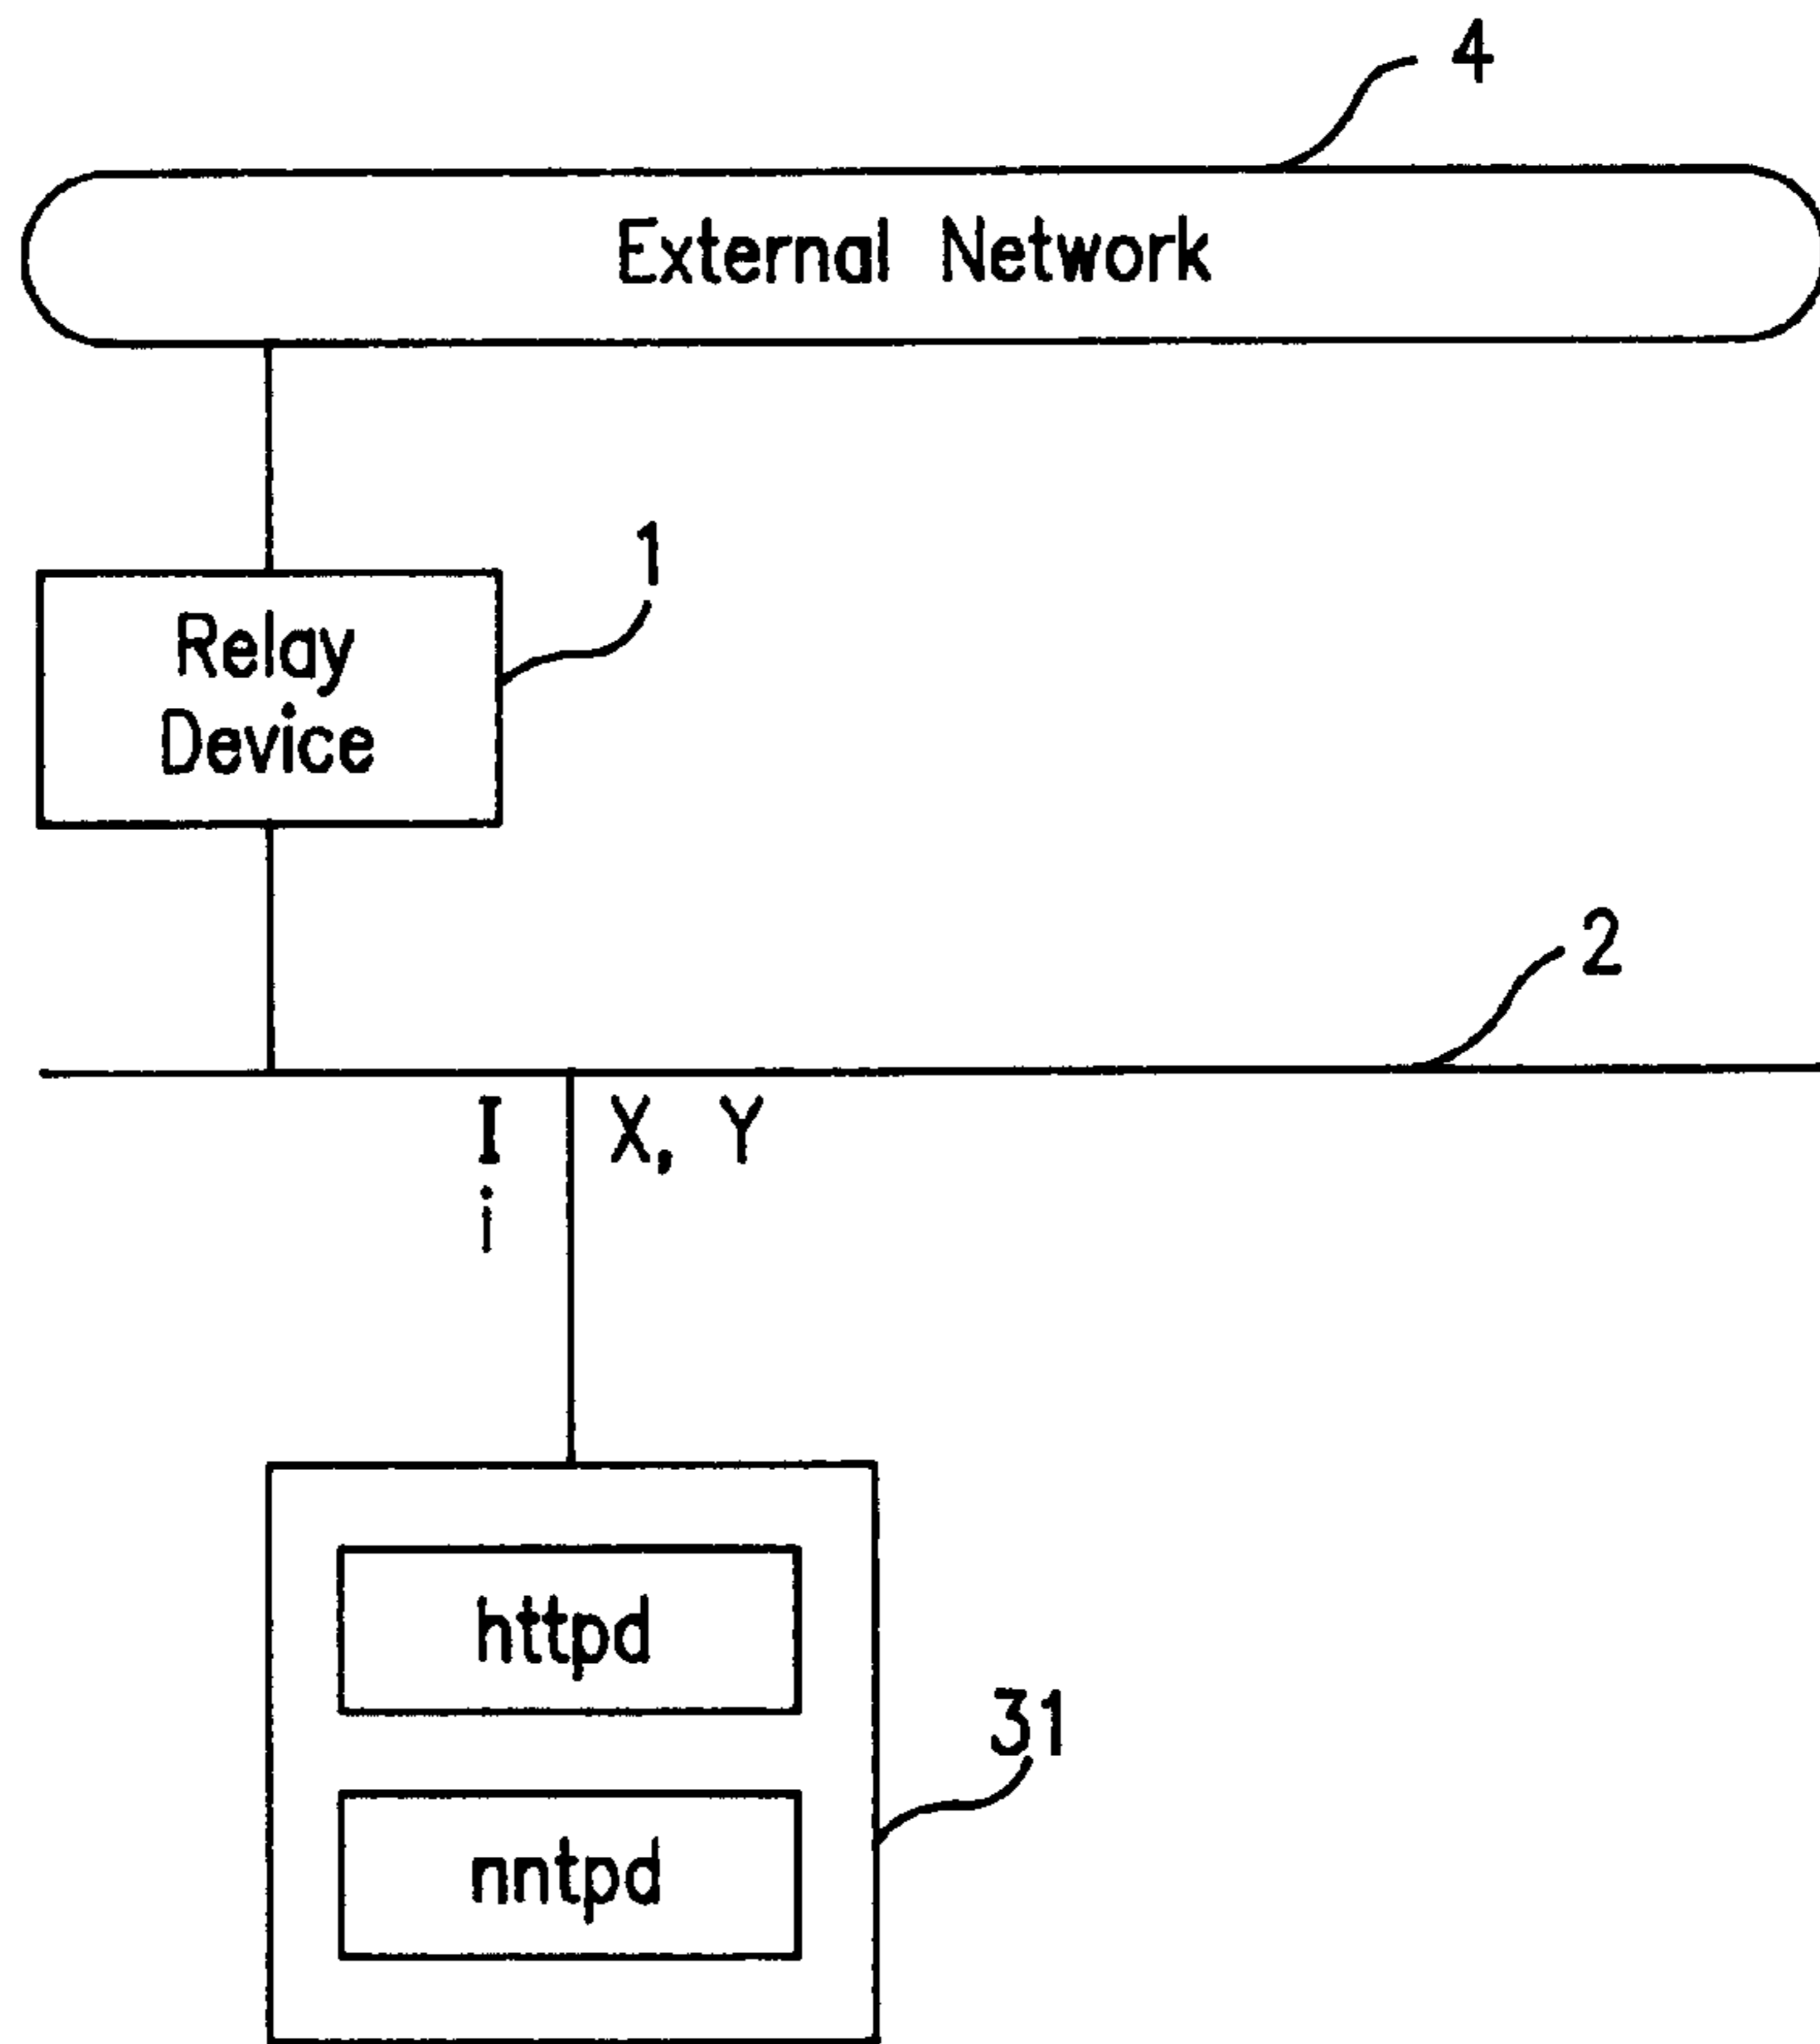 4
External Network
1
Relay
Device
2
I X, Y
i
httpd
31
nntpd